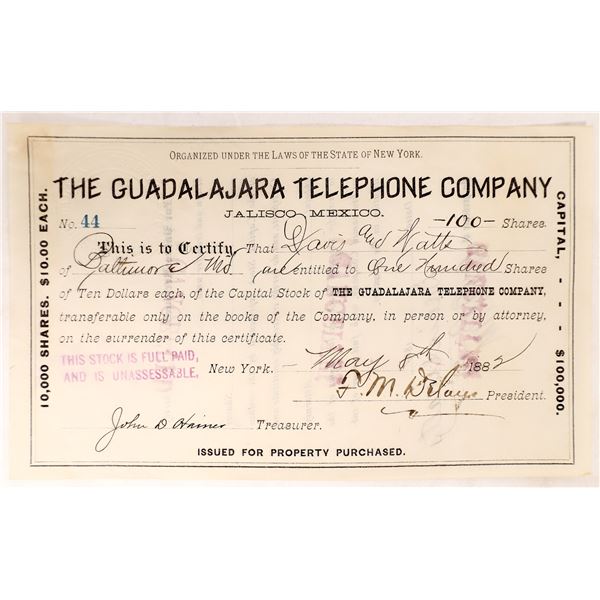 ORGANIZED UNDER THE LAWS OF THE STATE OF NEW YORK.
THE GUADALAJARA TELEPHONE COMPANY
JALISCO, MEXICO.
No. 44
-100- Shares.
This is to Certify, That Davis and Watts
of Baltimore Md are entitled to One Hundred Shares
of Ten Dollars each, of the Capital Stock of THE GUADALAJARA TELEPHONE COMPANY,
transferable only on the books of the Company, in person or by attorney,
on the surrender of this certificate.
THIS STOCK IS FULL PAID,
AND IS UNASSESSABLE.
New York. - May 8th 1882
F. M. President.
John D Treasurer.
ISSUED FOR PROPERTY PURCHASED.
10,000 SHARES. $10.00 EACH.
CAPITAL, - - - $100,000.